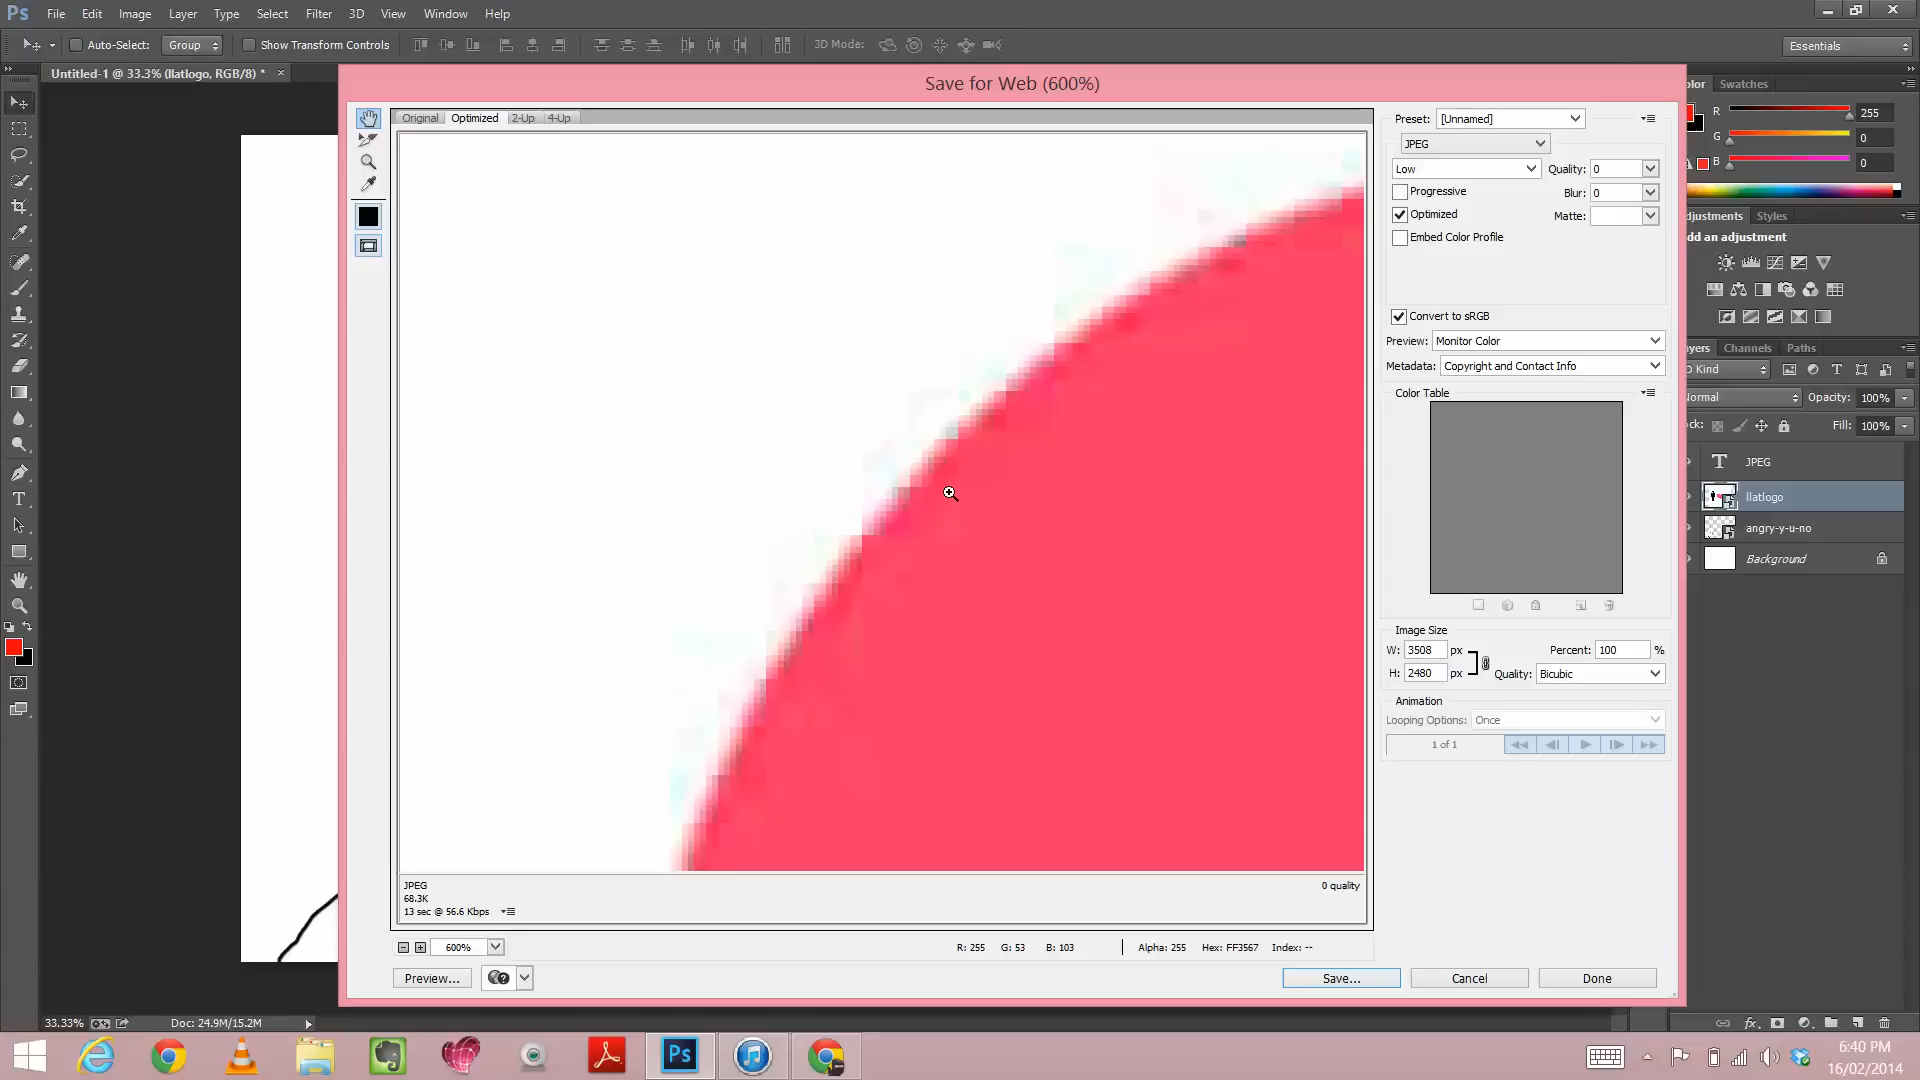 Ps File Edit Image Layer Type Select Filter 3D View Window Help
Auto-Select: Group Show Transform Controls 3D Mode: Essentials
Untitled-1 @ 33.3% (llatlogo, RGB/8) * ×
Save for Web (600%)
Original Optimized 2-Up 4-Up
Preset: [Unnamed]
JPEG
Low Quality: 0
Progressive Blur: 0
Optimized Matte:
Embed Color Profile
Convert to sRGB
Preview: Monitor Color
Metadata: Copyright and Contact Info
Color Table
Image Size
W: 3508 px Percent: 100 %
H: 2480 px Quality: Bicubic
Animation
Looping Options: Once
1 of 1
JPEG 0 quality
68.3K
13 sec @ 56.6 Kbps
600% R: 255 G: 53 B: 103 Alpha: 255 Hex: FF3567 Index: --
Preview... Save... Cancel Done
olor Swatches
R 255
G 0
B 0
djustments Styles
dd an adjustment
yers Channels Paths
Kind
ormal Opacity: 100%
ck: Fill: 100%
T JPEG
llatlogo
angry-y-u-no
Background
33.33% Doc: 24.9M/15.2M
fx
Ps
6:40 PM
16/02/2014